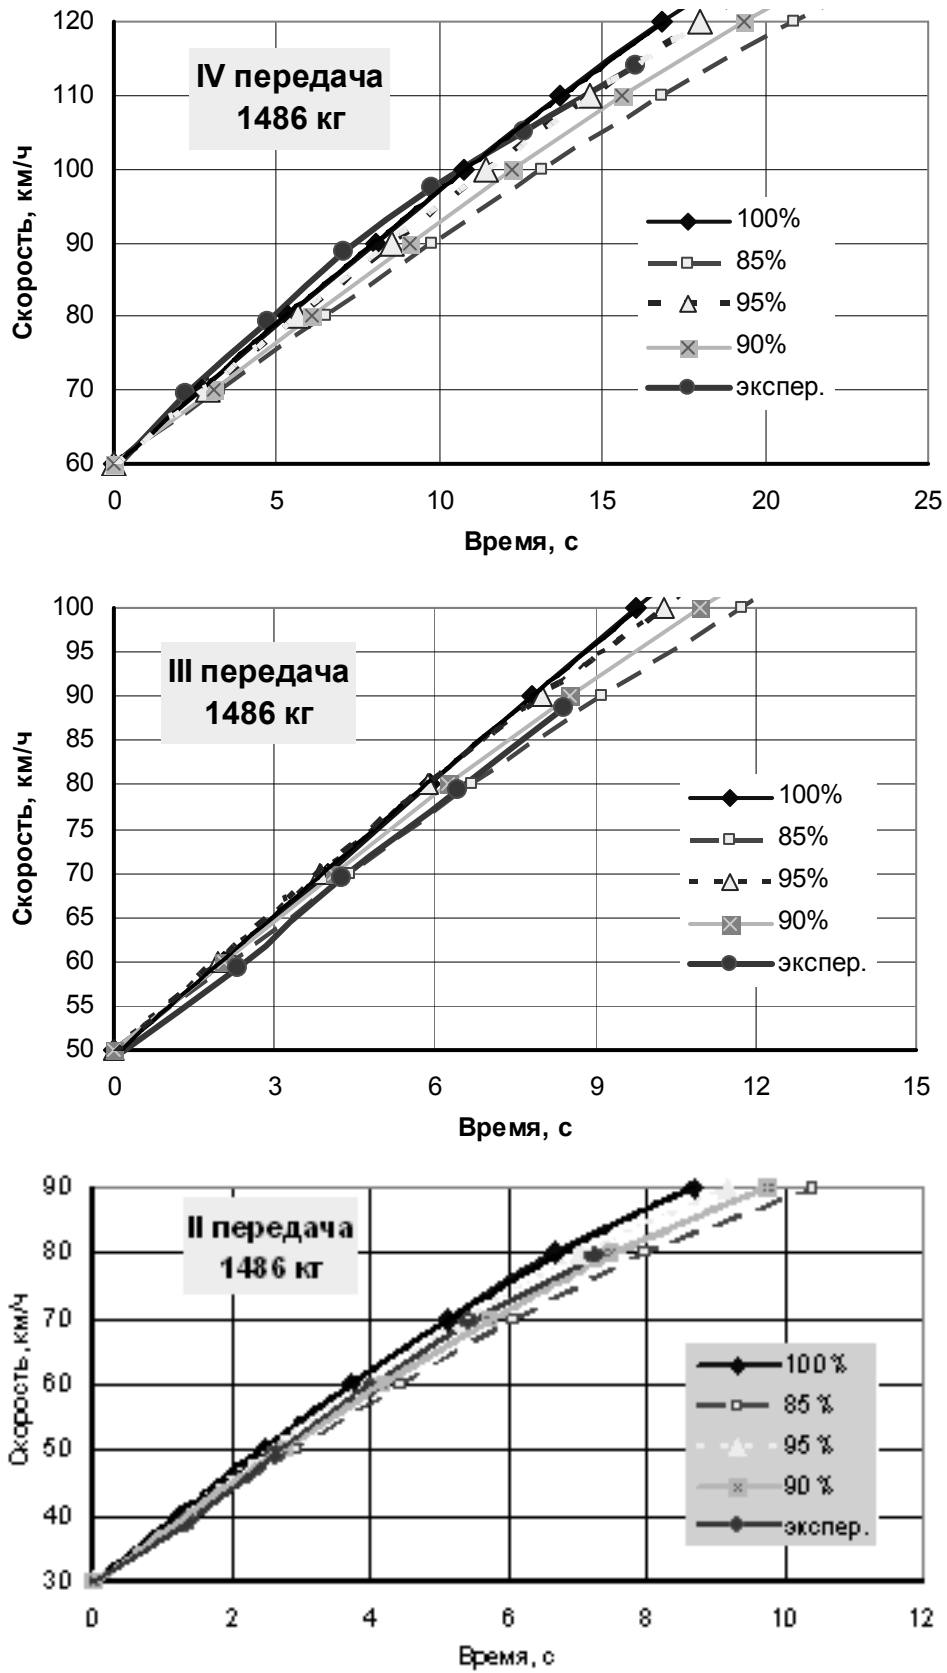 120
110
100
90
80
70
60
Скорость, км/ч
IV передача
1486 кг
100%
85%
95%
90%
экспер.
0 5 10 15 20 25
Время, с
100
95
90
85
80
75
70
65
60
55
50
Скорость, км/ч
III передача
1486 кг
100%
85%
95%
90%
экспер.
0 3 6 9 12 15
Время, с
90
80
70
60
50
40
30
Скорость, км/ч
II передача
1486 кг
100 %
85 %
95 %
90 %
экспер.
0 2 4 6 8 10 12
Время, с